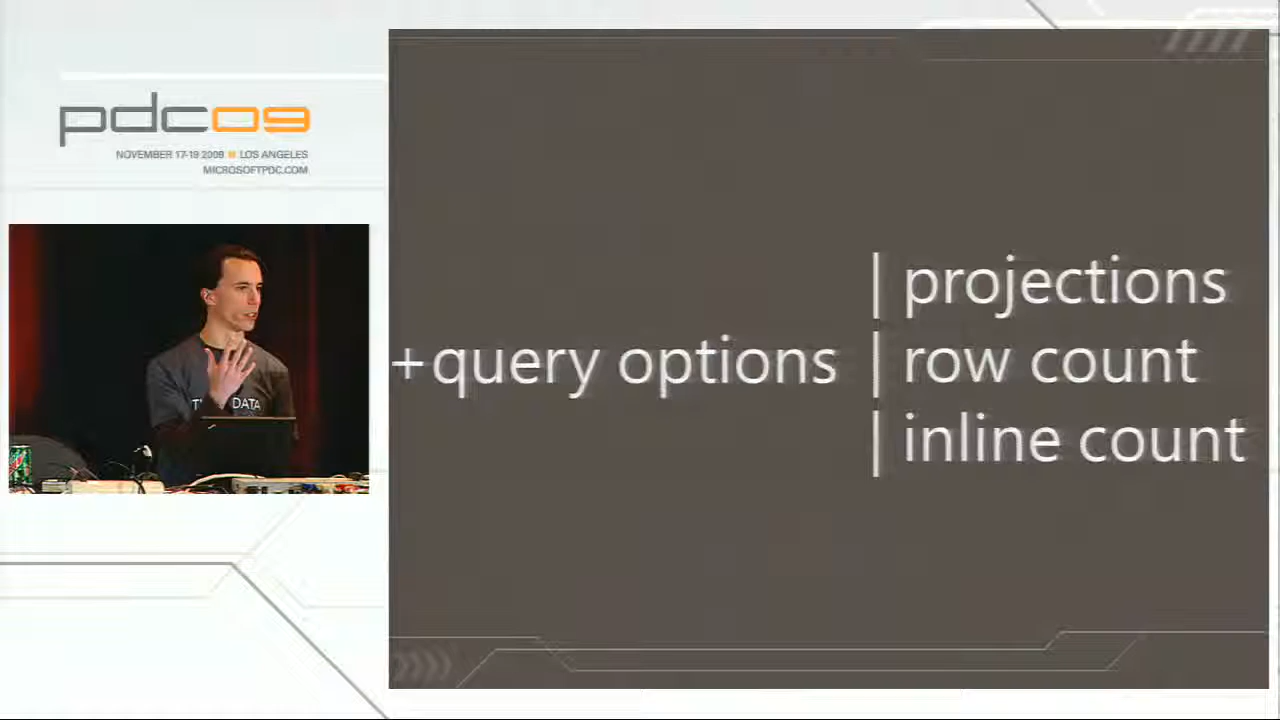 pdc09
NOVEMBER 17-19 2009 LOS ANGELES
MICROSOFTPDC.COM
DATA
+query options
| projections
| row count
| inline count